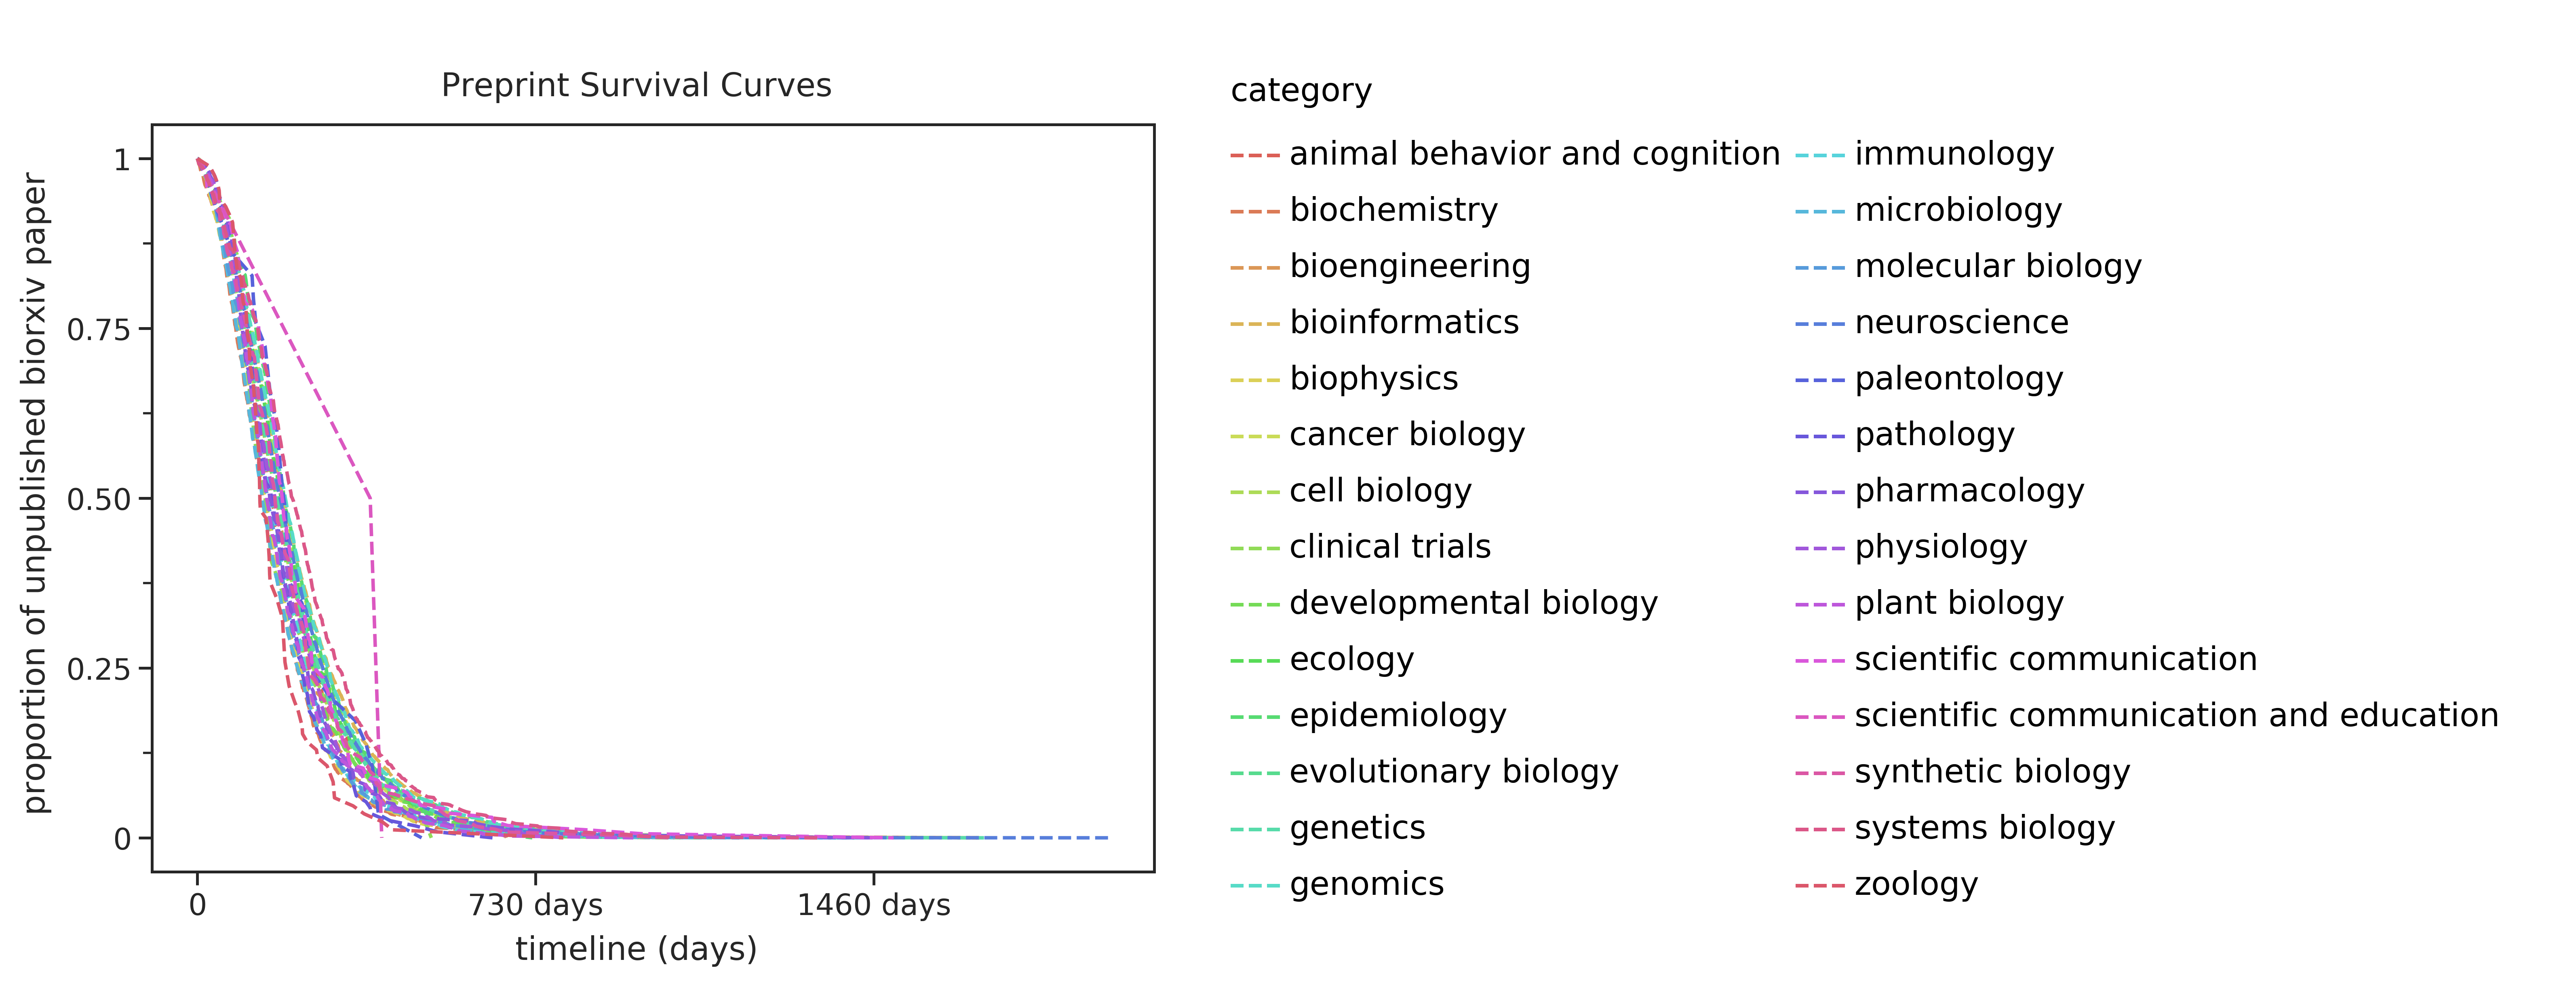 Preprint Survival Curves
proportion of unpublished biorxiv paper
1
0.75
0.50
0.25
0
0
730 days
1460 days
timeline (days)
category
animal behavior and cognition
biochemistry
bioengineering
bioinformatics
biophysics
cancer biology
cell biology
clinical trials
developmental biology
ecology
epidemiology
evolutionary biology
genetics
genomics
immunology
microbiology
molecular biology
neuroscience
paleontology
pathology
pharmacology
physiology
plant biology
scientific communication
scientific communication and education
synthetic biology
systems biology
zoology